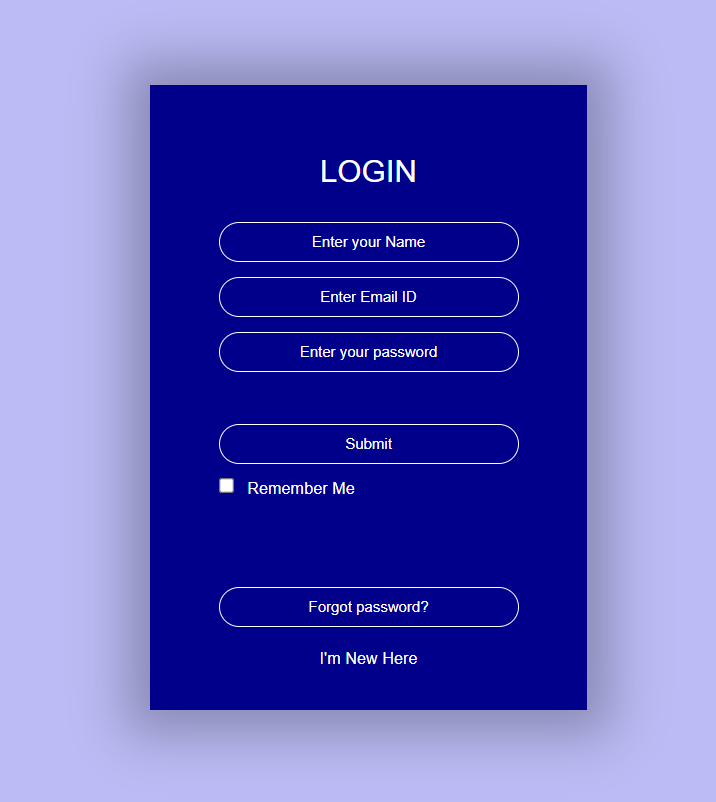 LOGIN
Enter your Name
Enter Email ID
Enter your password
Submit
Remember Me
Forgot password?
I'm New Here